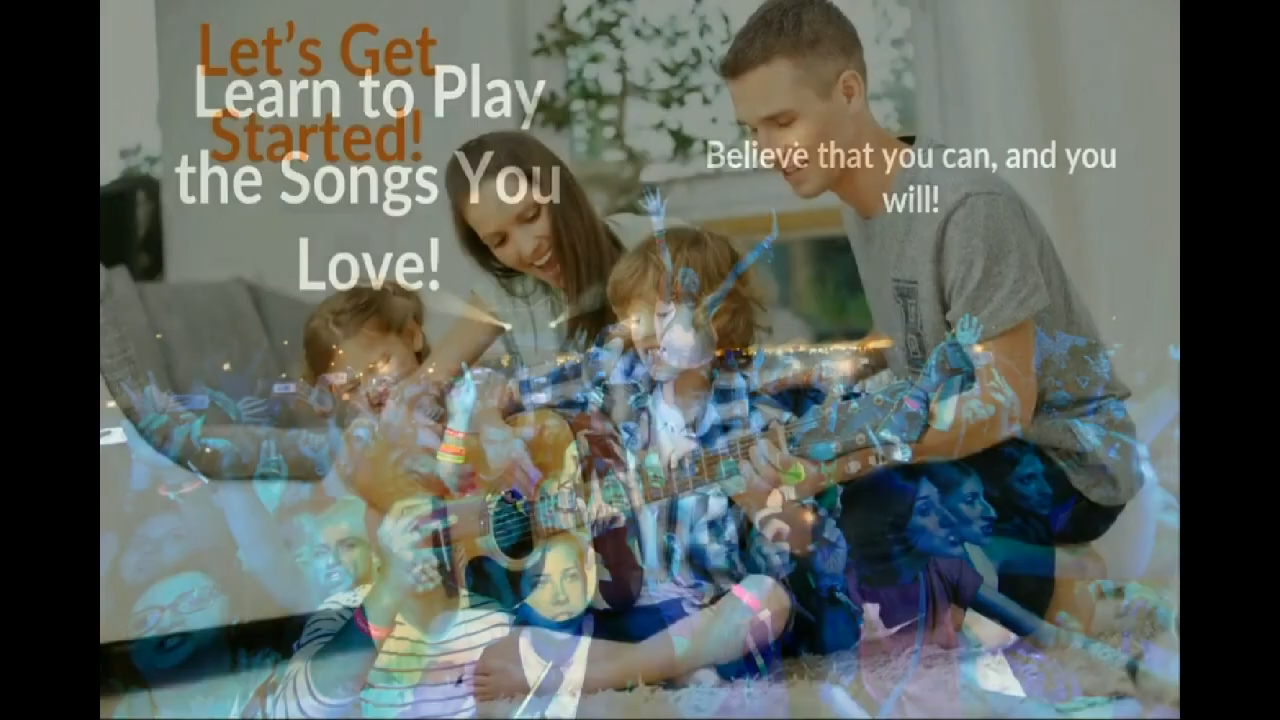 Let's Get
Started!
Learn to Play
the Songs You
Love!
Believe that you can, and you
will!